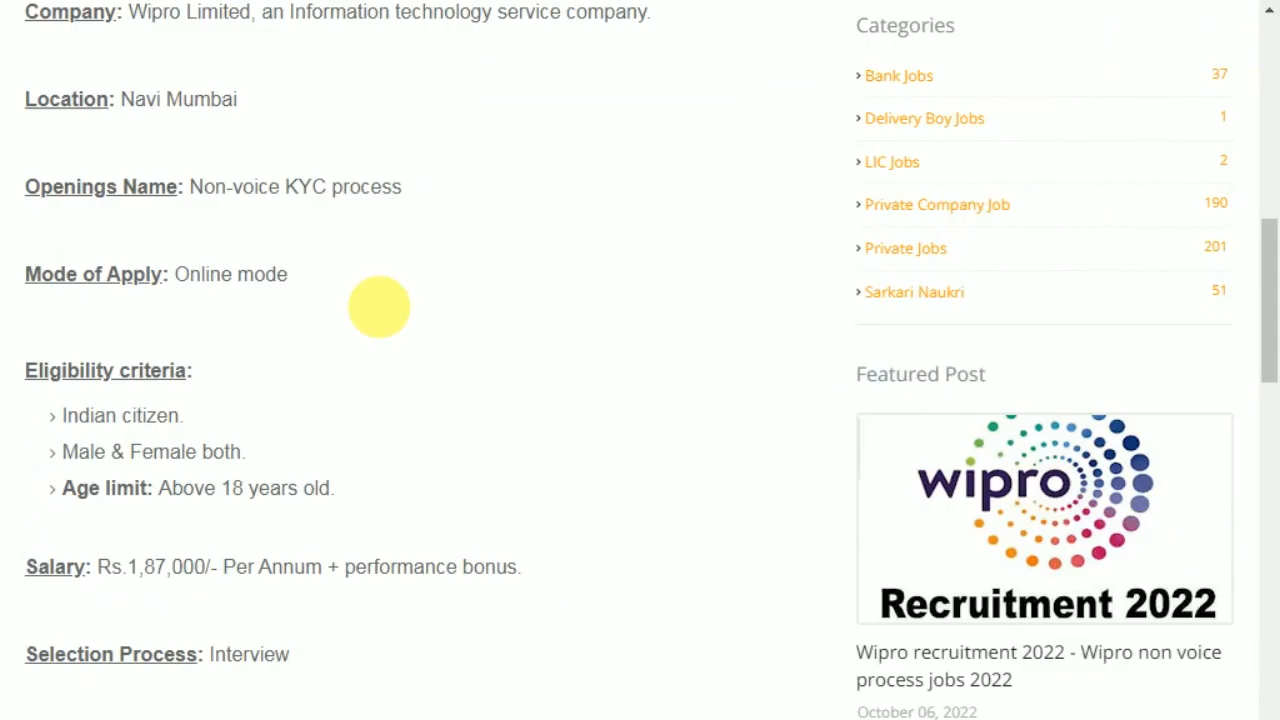 Company: Wipro Limited, an Information technology service company.
Location: Navi Mumbai
Openings Name: Non-voice KYC process
Mode of Apply: Online mode
Eligibility criteria:
› Indian citizen.
› Male & Female both.
› Age limit: Above 18 years old.
Salary: Rs.1,87,000/- Per Annum + performance bonus.
Selection Process: Interview
Categories
› Bank Jobs 37
› Delivery Boy Jobs 1
› LIC Jobs 2
› Private Company Job 190
› Private Jobs 201
› Sarkari Naukri 51
Featured Post
wipro
Recruitment 2022
Wipro recruitment 2022 - Wipro non voice
process jobs 2022
October 06, 2022